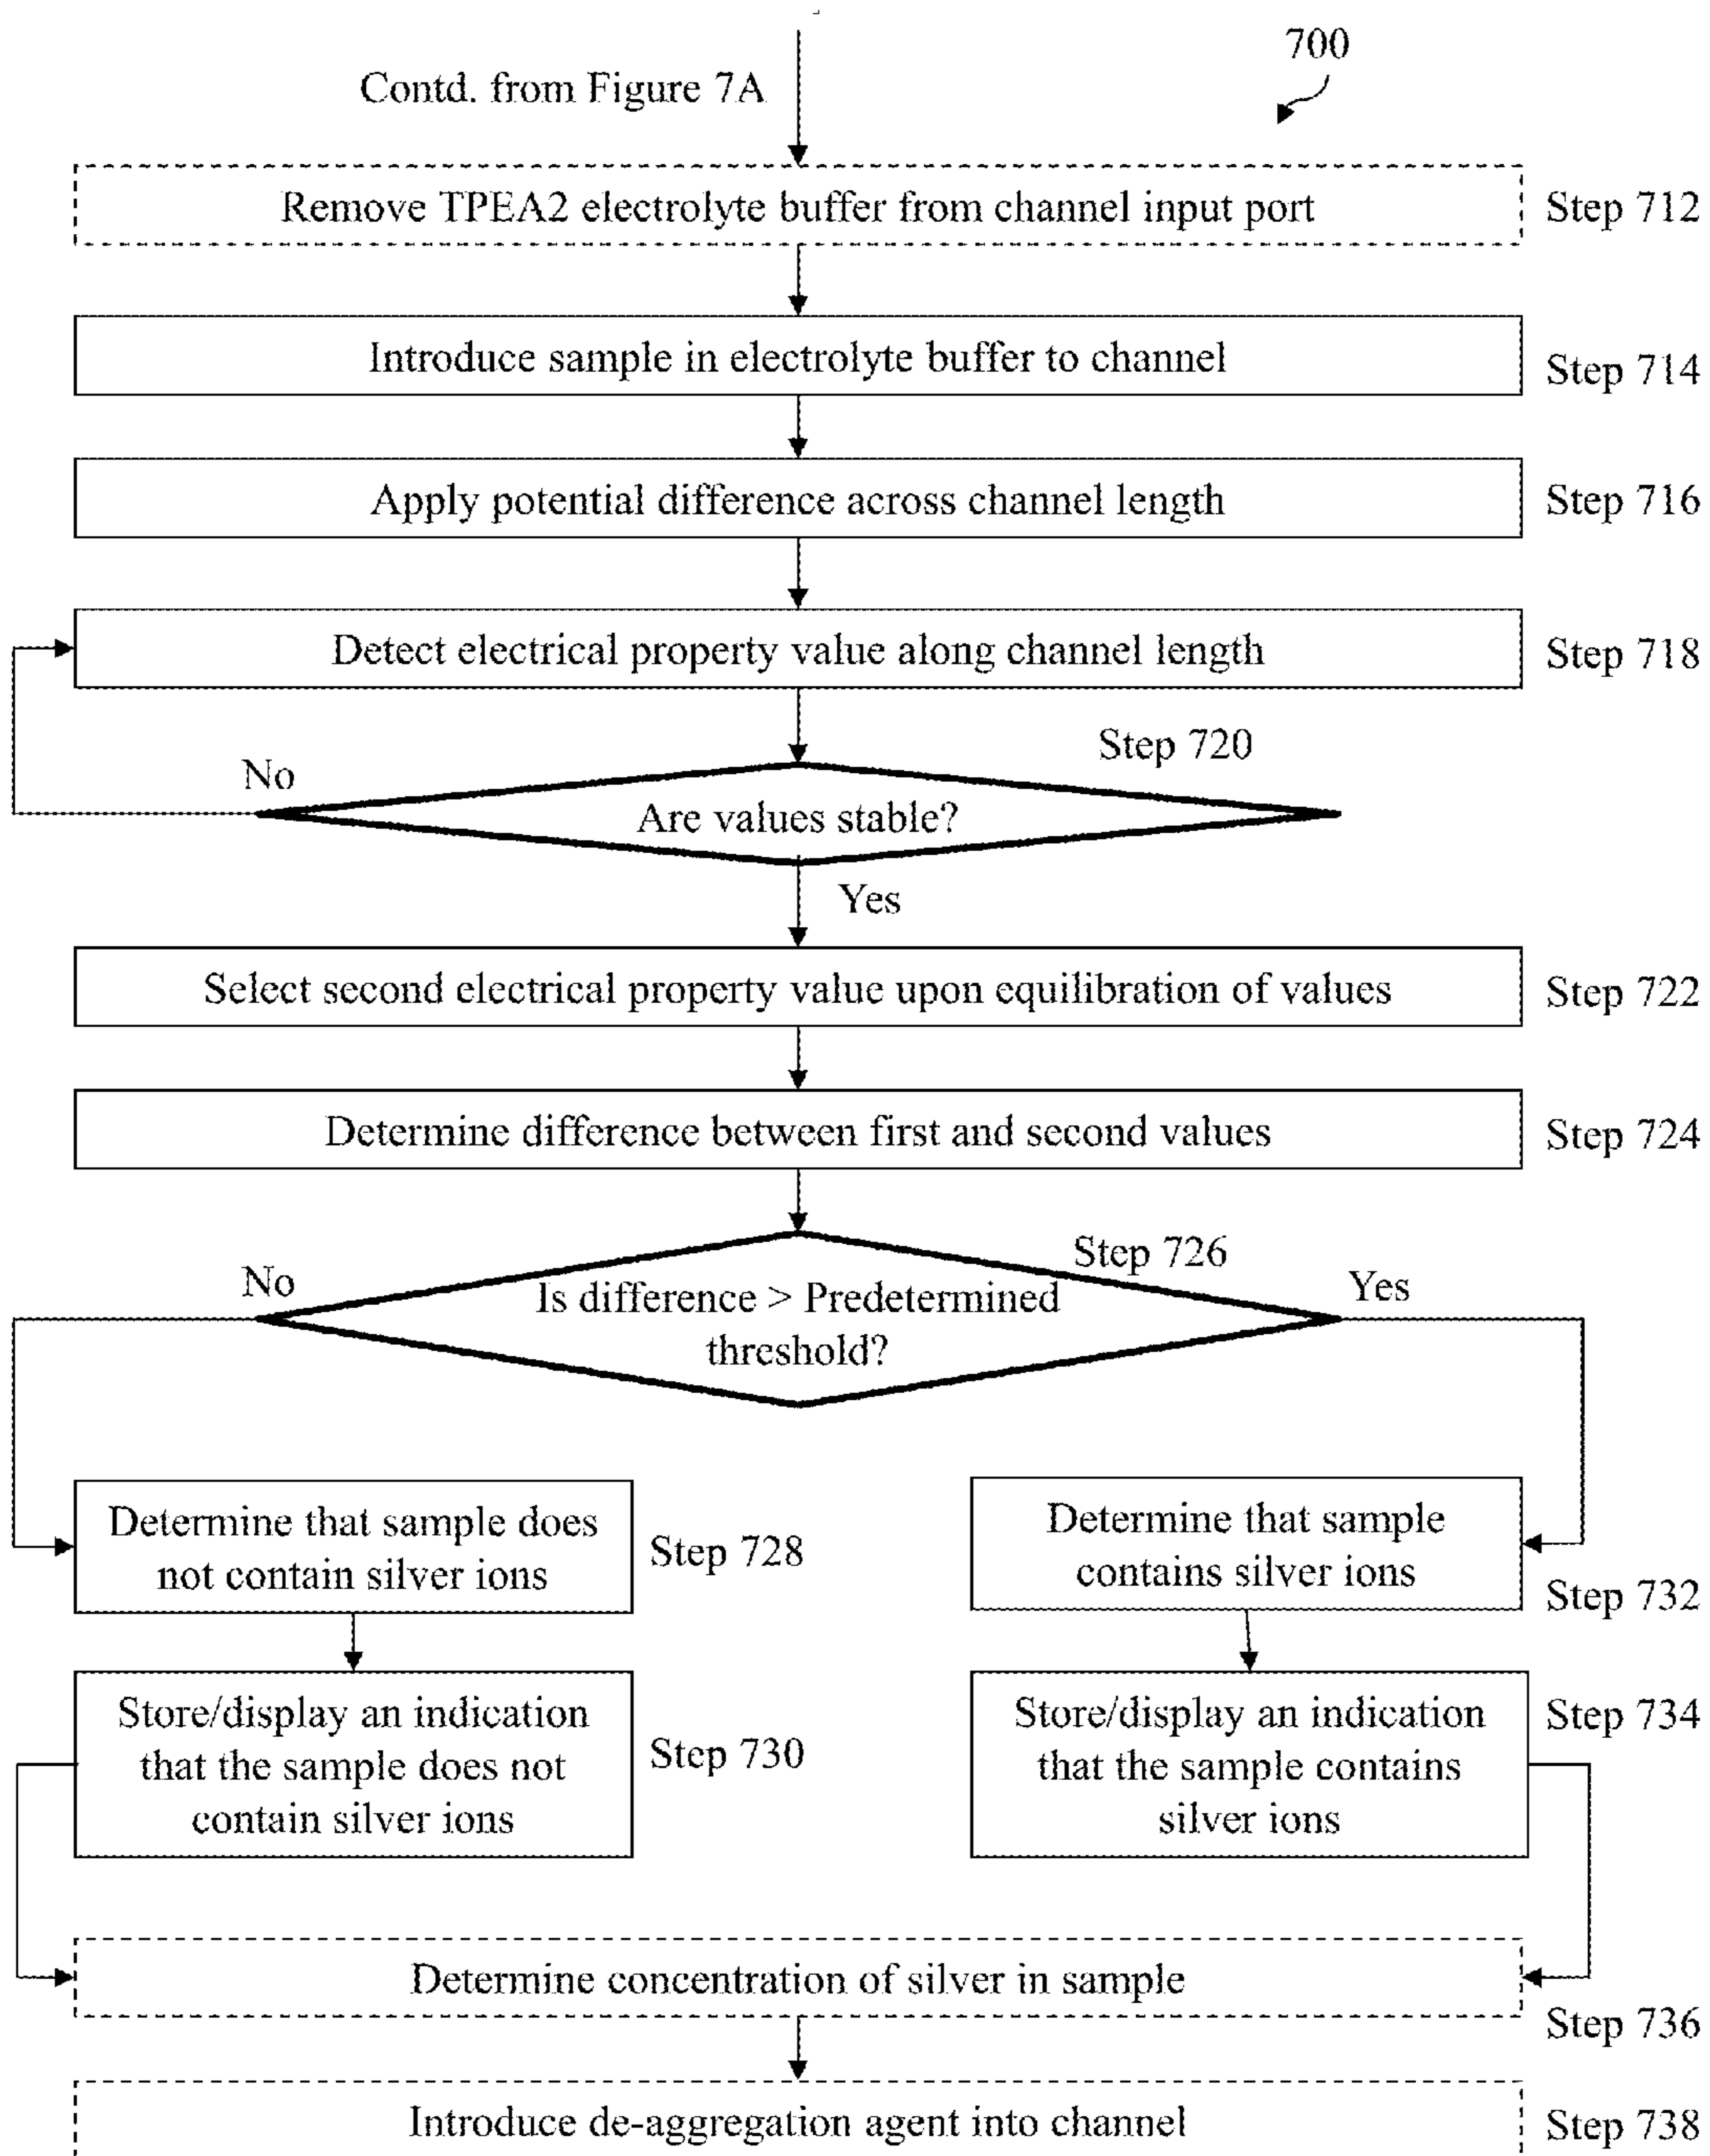 700
Contd. from Figure 7A
Remove TPEA2 electrolyte buffer from channel input port
Step 712
Introduce sample in electrolyte buffer to channel
Step 714
Apply potential difference across channel length
Step 716
Detect electrical property value along channel length
Step 718
Step 720
No
Are values stable?
Yes
Select second electrical property value upon equilibration of values
Step 722
Determine difference between first and second values
Step 724
Step 726
No
Is difference > Predetermined
Yes
threshold?
Determine that sample does
not contain silver ions
Step 728
Determine that sample
contains silver ions
Step 732
Store/display an indication
that the sample does not
contain silver ions
Step 730
Store/display an indication
that the sample contains
silver ions
Step 734
Determine concentration of silver in sample
Step 736
Introduce de-aggregation agent into channel
Step 738